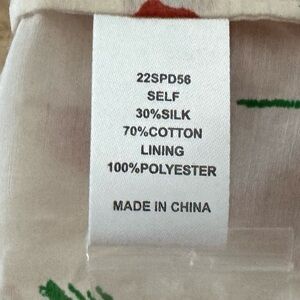 22SPD56
SELF
30%SILK
70%COTTON
LINING
100%POLYESTER
MADE IN CHINA